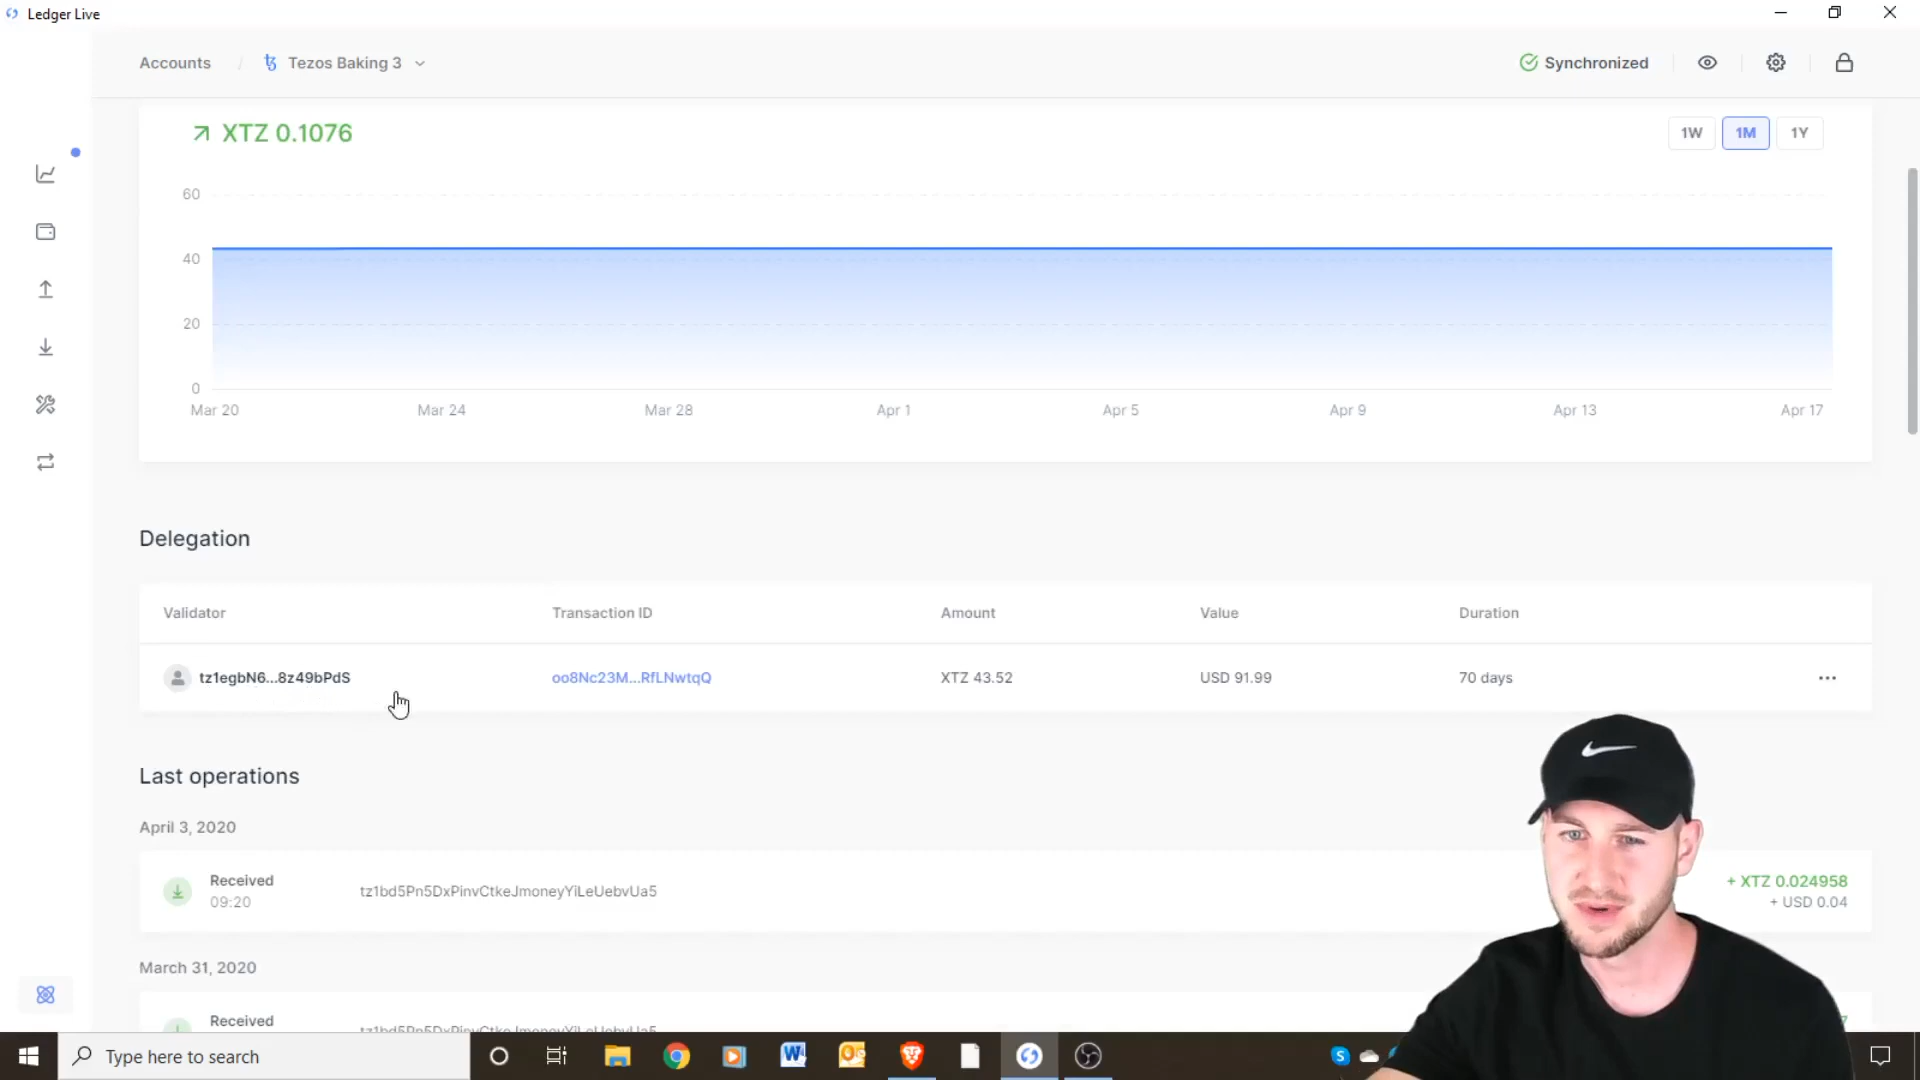 Ledger Live
Accounts / Tezos Baking 3
Synchronized
XTZ 0.1076
1W 1M 1Y
60
40
20
0
Mar 20 Mar 24 Mar 28 Apr 1 Apr 5 Apr 9 Apr 13 Apr 17
Delegation
Validator Transaction ID Amount Value Duration
tz1egbN6...8z49bPdS oo8Nc23M...RfLNwtqQ XTZ 43.52 USD 91.99 70 days
Last operations
April 3, 2020
Received tz1bd5Pn5DxPinvCtkeJmoneyYiLeUebvUa5 + XTZ 0.024958
09:20 + USD 0.04
March 31, 2020
Received
Type here to search